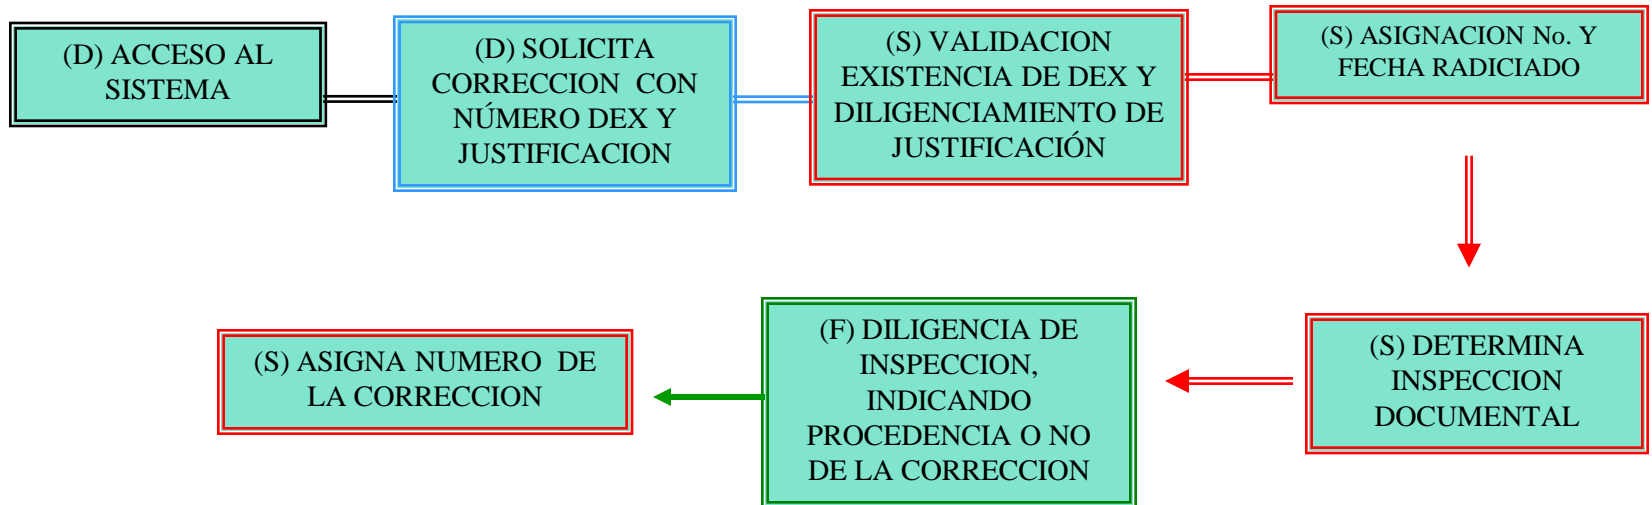 (D) ACCESO AL
SISTEMA
(D) SOLICITA
CORRECCION CON
NÚMERO DEX Y
JUSTIFICACION
(S) VALIDACION
EXISTENCIA DE DEX Y
DILIGENCIAMIENTO DE
JUSTIFICACIÓN
(S) ASIGNACION No. Y
FECHA RADICIADO
(S) DETERMINA
INSPECCION
DOCUMENTAL
(F) DILIGENCIA DE
INSPECCION,
INDICANDO
PROCEDENCIA O NO
DE LA CORRECCION
(S) ASIGNA NUMERO DE
LA CORRECCION